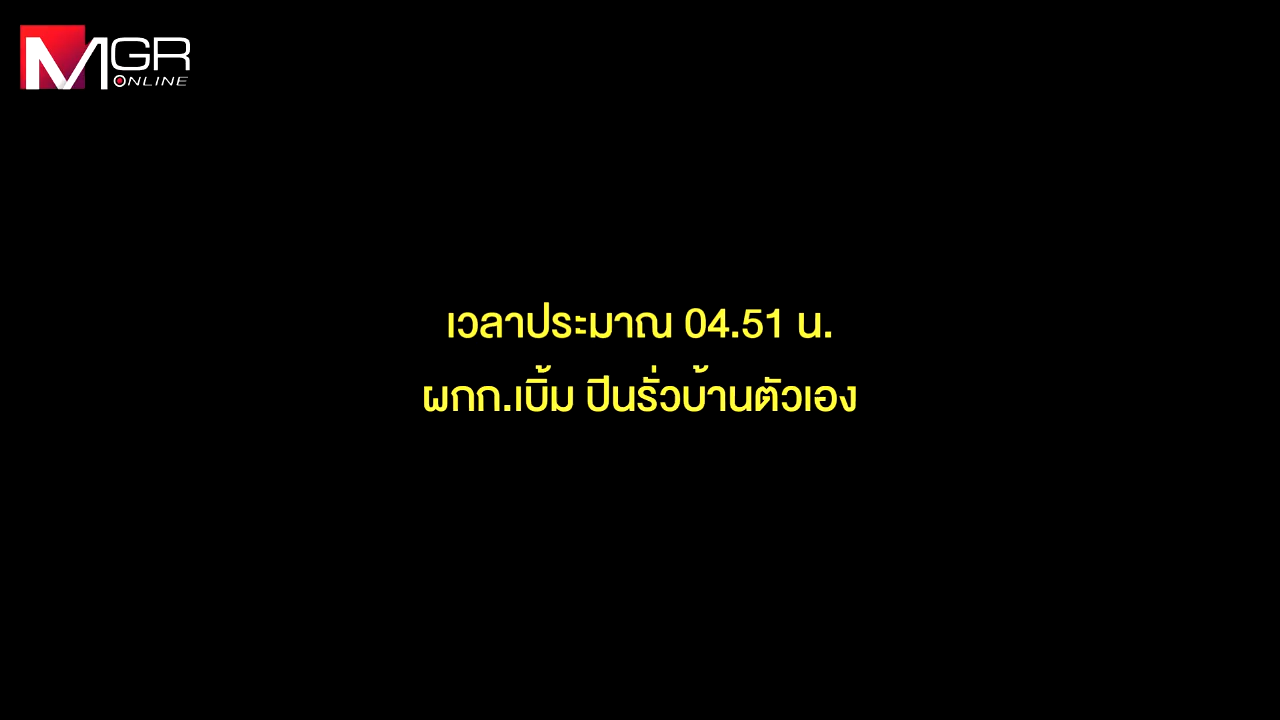 MGR
ONLINE
เวลาประมาณ 04.51 น.
ผกก.เบิ้ม ปีนรั่วบ้านตัวเอง